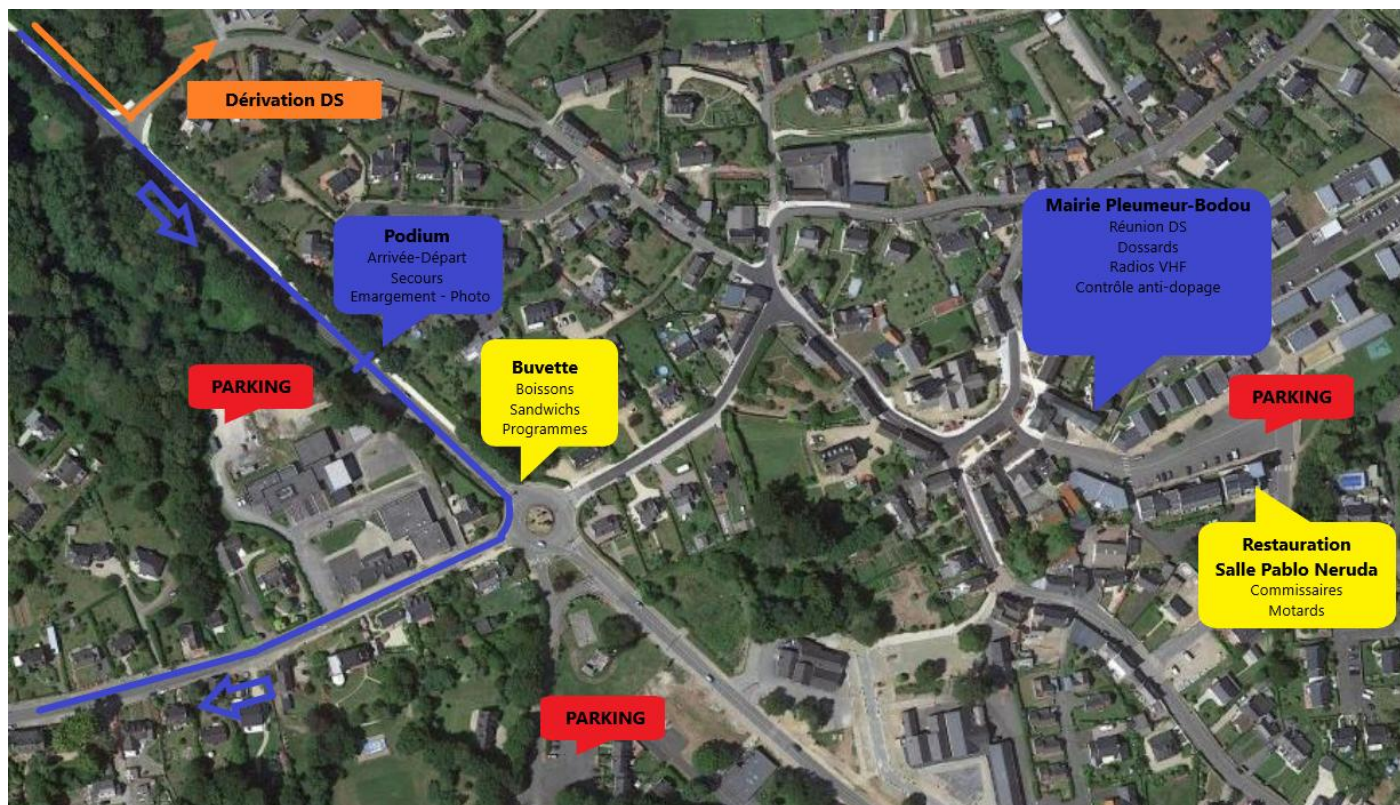 Dérivation DS
Mairie Pleumeur-Bodou
Réunion DS
Dossards
Radios VHF
Contrôle anti-dopage
Podium
Arrivée-Départ
Secours
Emargement - Photo
Buvette
Boissons
Sandwichs
Programmes
PARKING
PARKING
Restauration
Salle Pablo Neruda
Commissaires
Motards
PARKING